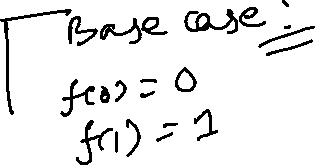 Base case:
f(0) = 0
f(1) = 1